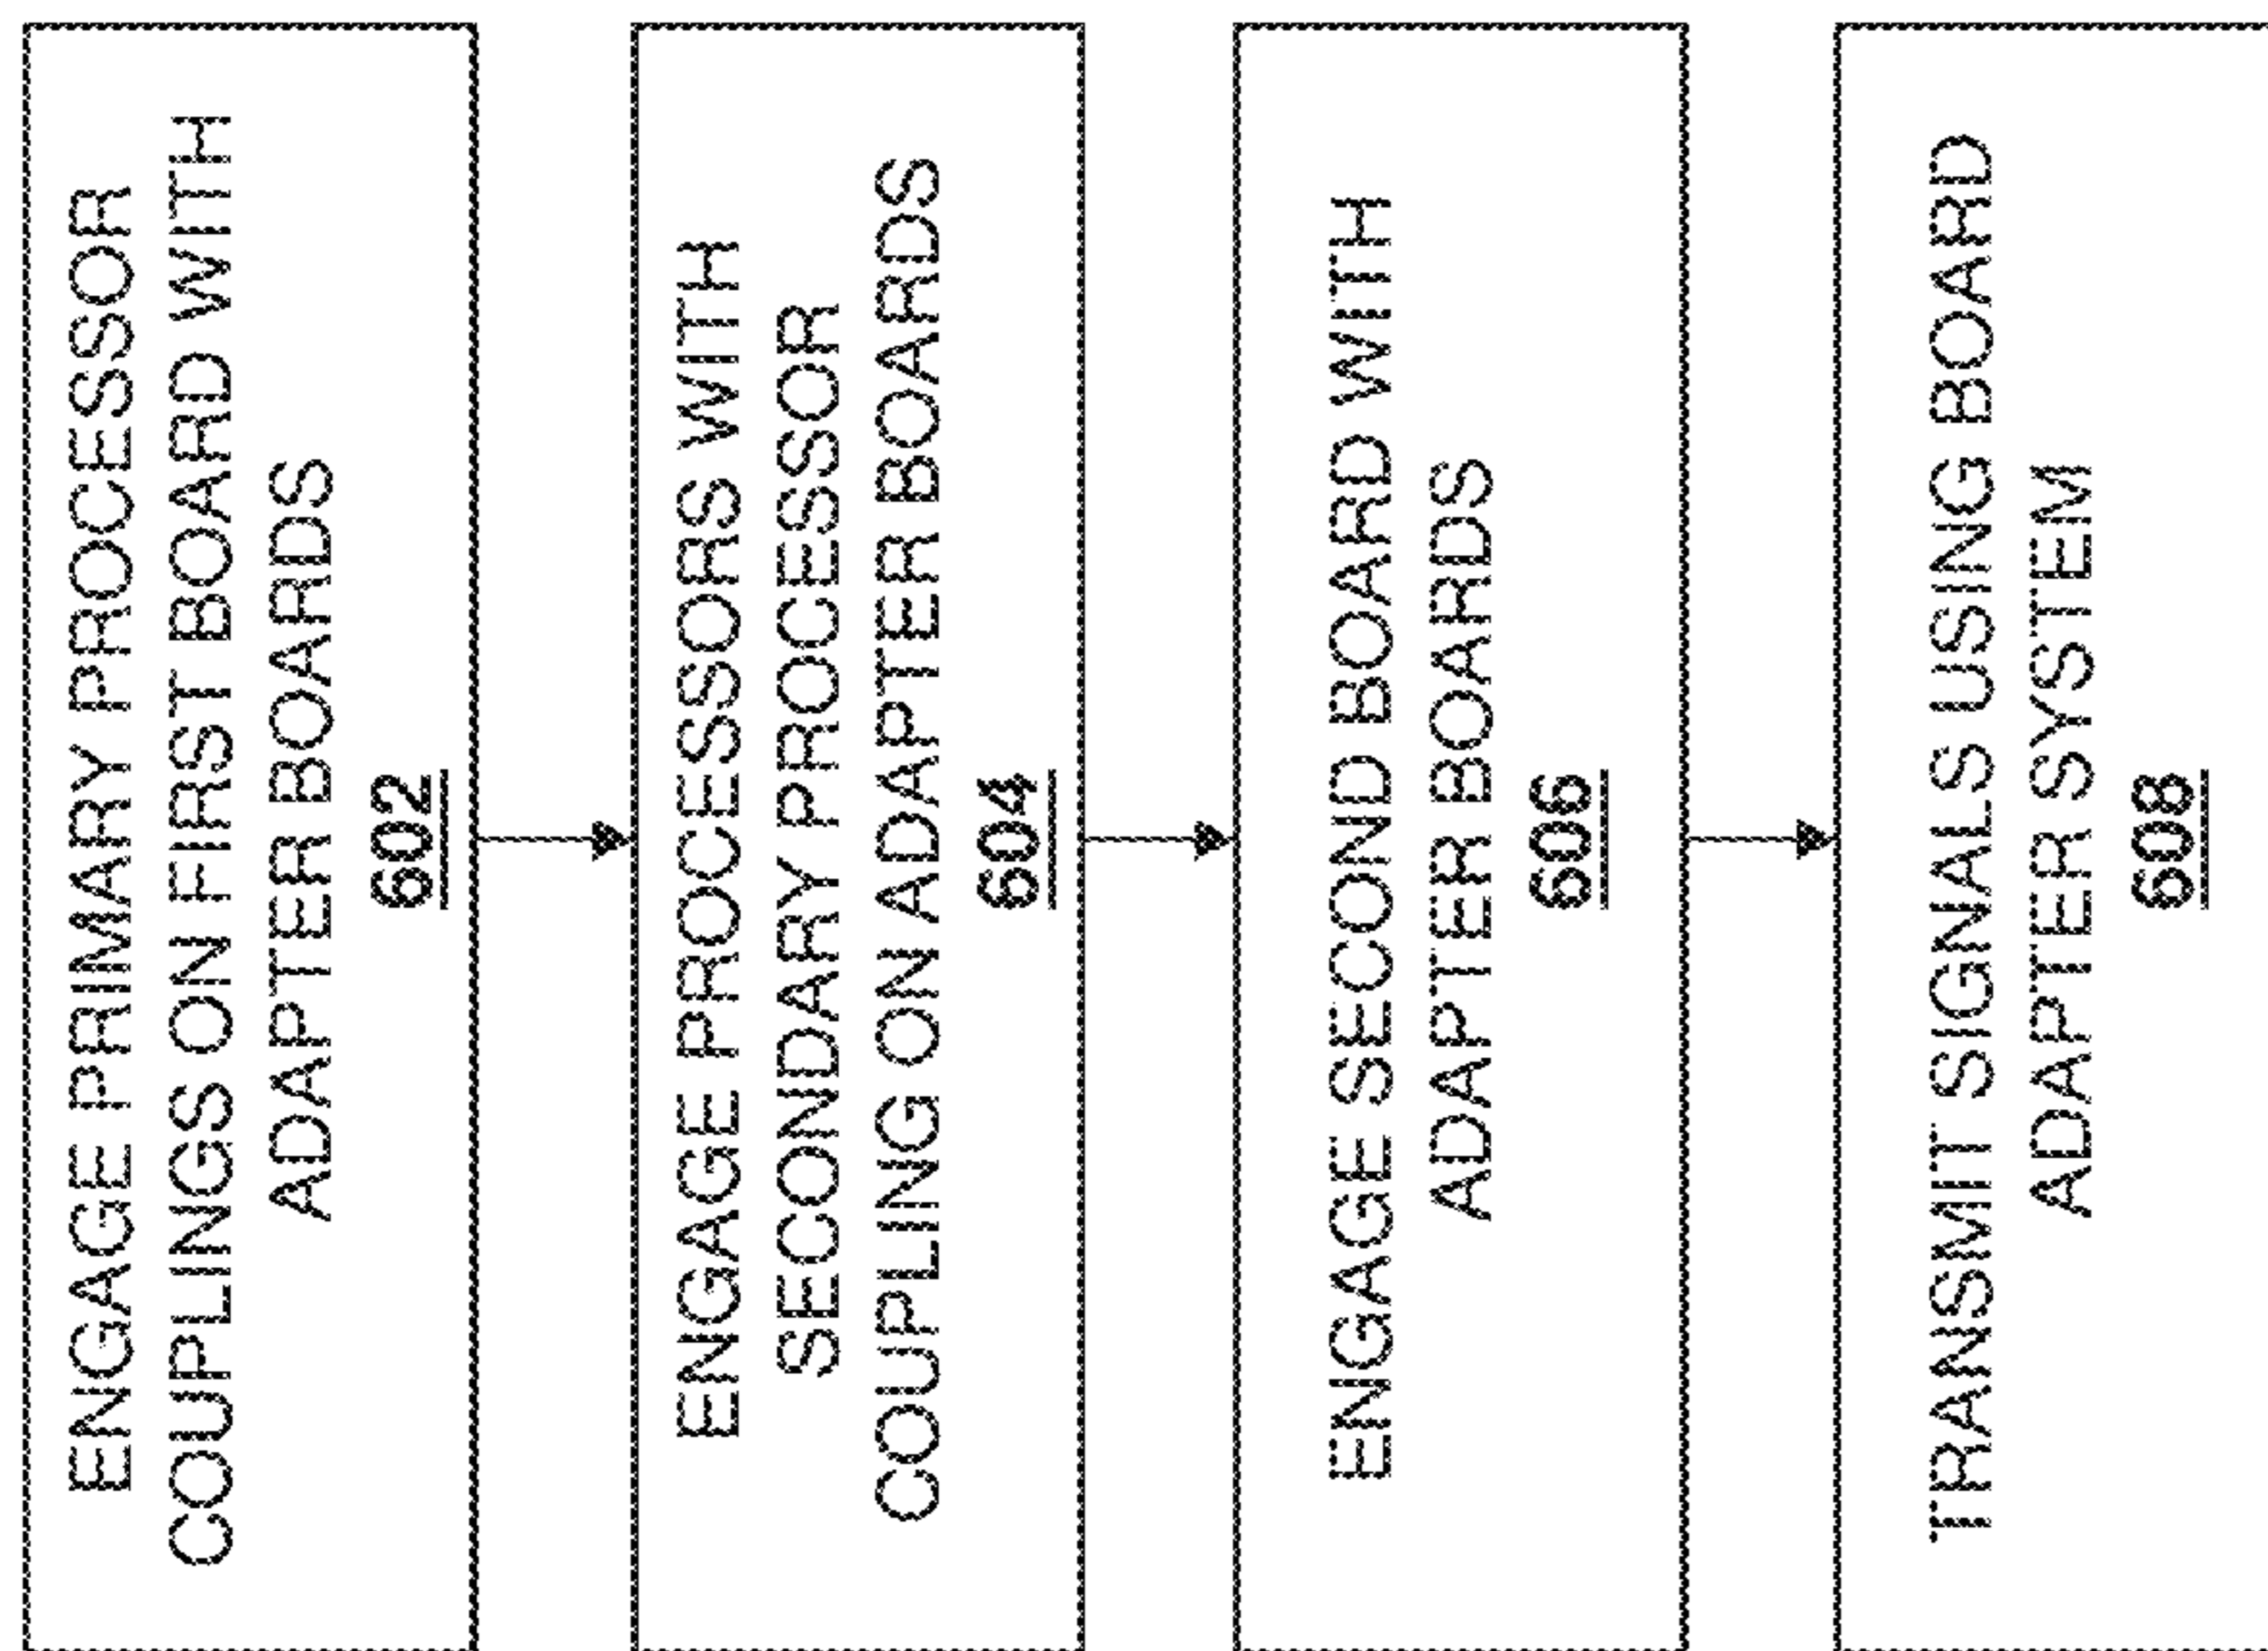 ENGAGE PRIMARY PROCESSOR
COUPLINGS ON FIRST BOARD WITH
ADAPTER BOARDS
602
ENGAGE PROCESSORS WITH
SECONDARY PROCESSOR
COUPLING ON ADAPTER BOARDS
604
ENGAGE SECOND BOARD WITH
ADAPTER BOARDS
606
TRANSMIT SIGNALS USING BOARD
ADAPTER SYSTEM
608